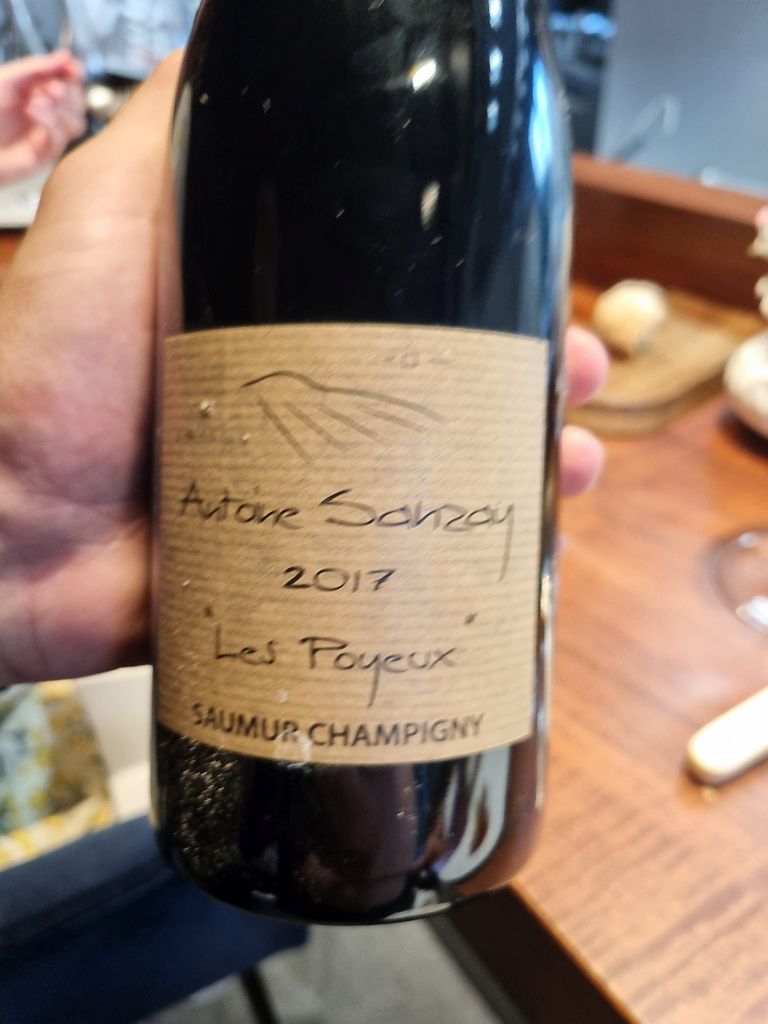 Antoine Sanzay
2017
"Les Poyeux"
SAUMUR CHAMPIGNY